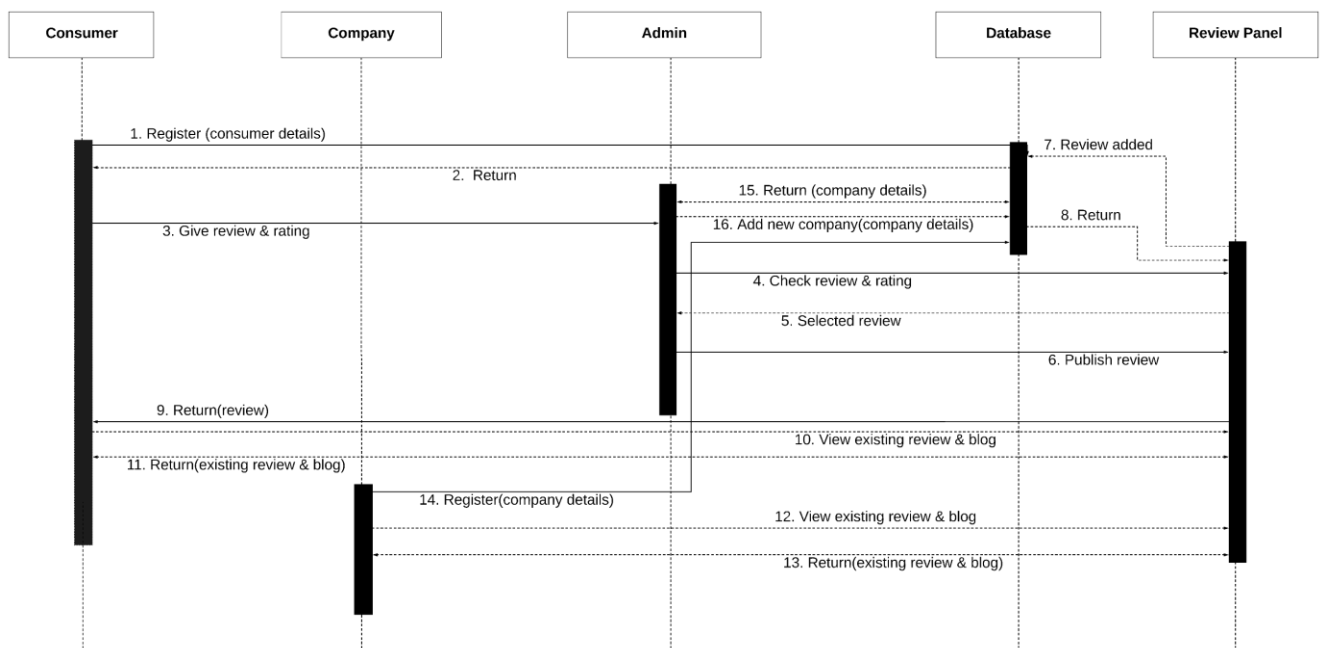 Consumer
Company
Admin
Database
Review Panel
1. Register (consumer details)
7. Review added
2. Return
15. Return (company details)
8. Return
16. Add new company(company details)
3. Give review & rating
4. Check review & rating
5. Selected review
6. Publish review
9. Return(review)
10. View existing review & blog
11. Return(existing review & blog)
14. Register(company details)
12. View existing review & blog
13. Return(existing review & blog)